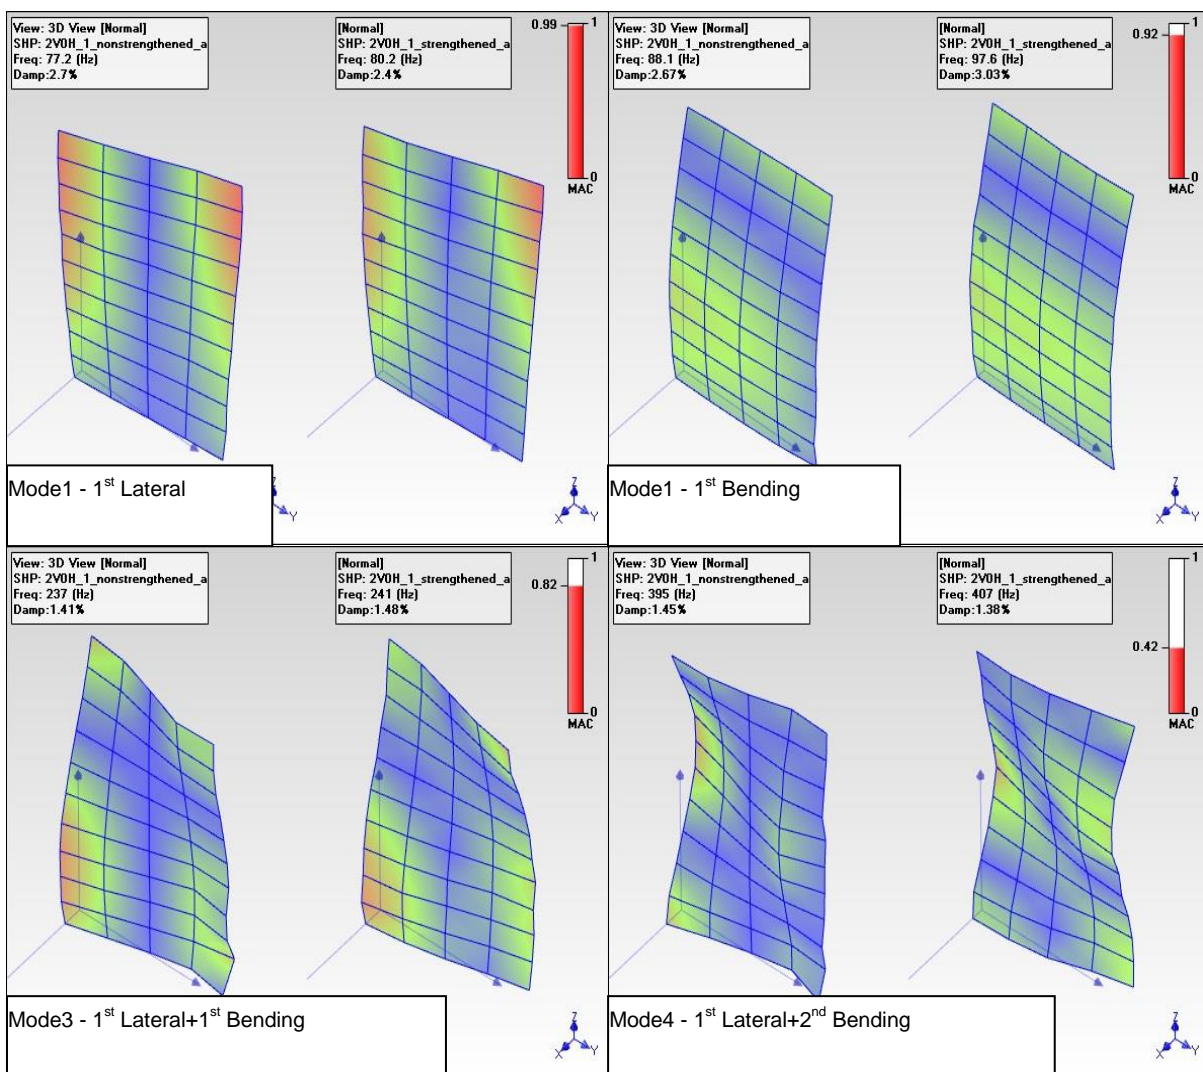 View: 3D View [Normal]
SHP: 2V0H_1_nonstrengthened_a
Freq: 77.2 (Hz)
Damp:2.7%
[Normal]
SHP: 2V0H_1_strengthened_a
Freq: 80.2 (Hz)
Damp:2.4%
0.99
1
0
MAC
Y
X
Z
Y
Mode1 - 1st Lateral
View: 3D View [Normal]
SHP: 2V0H_1_nonstrengthened_a
Freq: 88.1 (Hz)
Damp:2.67%
[Normal]
SHP: 2V0H_1_strengthened_a
Freq: 97.6 (Hz)
Damp:3.03%
0.92
1
0
MAC
X
Z
Y
Mode1 - 1st Bending
View: 3D View [Normal]
SHP: 2V0H_1_nonstrengthened_a
Freq: 237 (Hz)
Damp:1.41%
[Normal]
SHP: 2V0H_1_strengthened_a
Freq: 241 (Hz)
Damp:1.48%
0.82
1
0
MAC
X
Z
Y
Mode3 - 1st Lateral+1st Bending
View: 3D View [Normal]
SHP: 2V0H_1_nonstrengthened_a
Freq: 395 (Hz)
Damp:1.45%
[Normal]
SHP: 2V0H_1_strengthened_a
Freq: 407 (Hz)
Damp:1.38%
0.42
1
0
MAC
X
Z
Y
Mode4 - 1st Lateral+2nd Bending